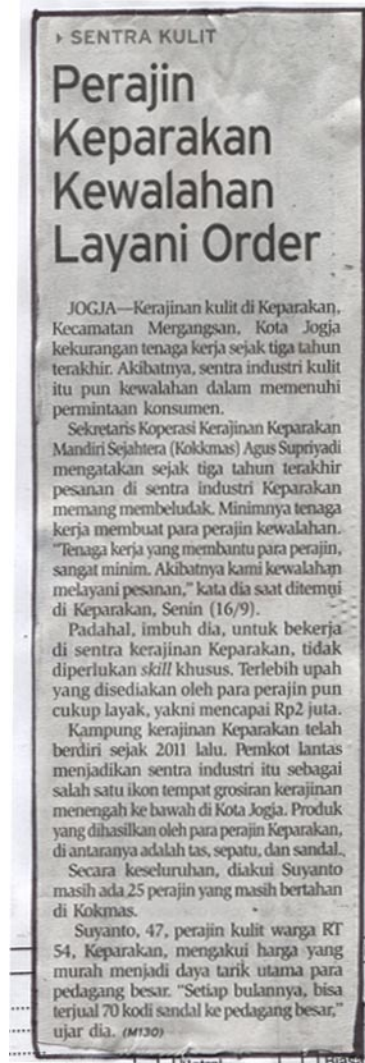 ▸ SENTRA KULIT
Perajin
Keparakan
Kewalahan
Layani Order
JOGJA—Kerajinan kulit di Keparakan,
Kecamatan Mergangsan, Kota Jogja
kekurangan tenaga kerja sejak tiga tahun
terakhir. Akibatnya, sentra industri kulit
itu pun kewalahan dalam memenuhi
permintaan konsumen.
Sekretaris Koperasi Kerajinan Keparakan
Mandiri Sejahtera (Kokkmas) Agus Supriyadi
mengatakan sejak tiga tahun terakhir
pesanan di sentra industri Keparakan
memang membeludak. Minimnya tenaga
kerja membuat para perajin kewalahan.
"Tenaga kerja yang membantu para perajin,
sangat minim. Akibatnya kami kewalahan
melayani pesanan," kata dia saat ditemui
di Keparakan, Senin (16/9).
Padahal, imbuh dia, untuk bekerja
di sentra kerajinan Keparakan, tidak
diperlukan skill khusus. Terlebih upah
yang disediakan oleh para perajin pun
cukup layak, yakni mencapai Rp2 juta.
Kampung kerajinan Keparakan telah
berdiri sejak 2011 lalu. Pemkot lantas
menjadikan sentra industri itu sebagai
salah satu ikon tempat grosiran kerajinan
menengah ke bawah di Kota Jogja. Produk
yang dihasilkan oleh para perajin Keparakan,
di antaranya adalah tas, sepatu, dan sandal.
Secara keseluruhan, diakui Suyanto
masih ada 25 perajin yang masih bertahan
di Kokmas.
Suyanto, 47, perajin kulit warga RT
54, Keparakan, mengakui harga yang
murah menjadi daya tarik utama para
pedagang besar. "Setiap bulannya, bisa
terjual 70 kodi sandal ke pedagang besar,"
ujar dia. (M130)